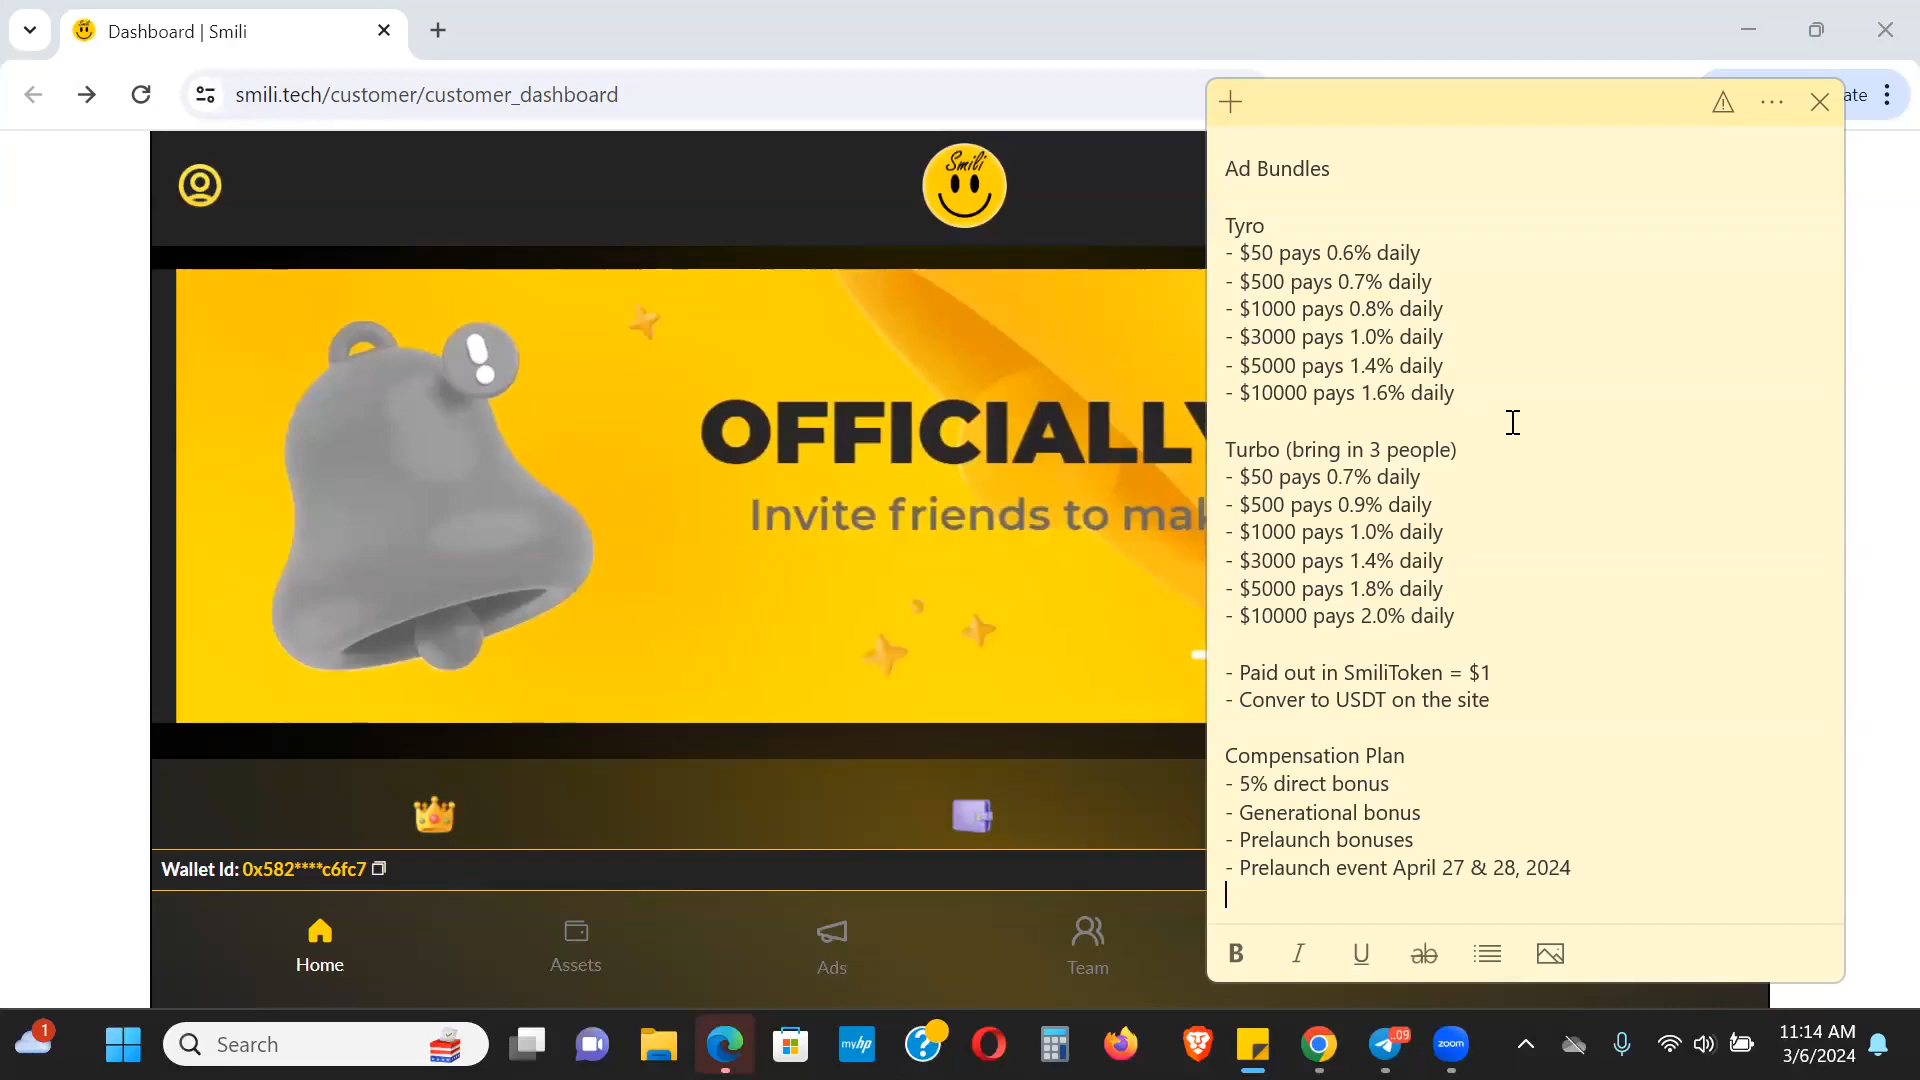 Dashboard | Smili
smili.tech/customer/customer_dashboard
ate
Smili
OFFICIALLY
Invite friends to mak
Wallet Id: 0x582****c6fc7
Home
Assets
Ads
Team
Ad Bundles
Tyro
- $50 pays 0.6% daily
- $500 pays 0.7% daily
- $1000 pays 0.8% daily
- $3000 pays 1.0% daily
- $5000 pays 1.4% daily
- $10000 pays 1.6% daily
Turbo (bring in 3 people)
- $50 pays 0.7% daily
- $500 pays 0.9% daily
- $1000 pays 1.0% daily
- $3000 pays 1.4% daily
- $5000 pays 1.8% daily
- $10000 pays 2.0% daily
- Paid out in SmiliToken = $1
- Conver to USDT on the site
Compensation Plan
- 5% direct bonus
- Generational bonus
- Prelaunch bonuses
- Prelaunch event April 27 & 28, 2024
B I U ab
1
Search
myhp
.09
zoom
11:14 AM
3/6/2024